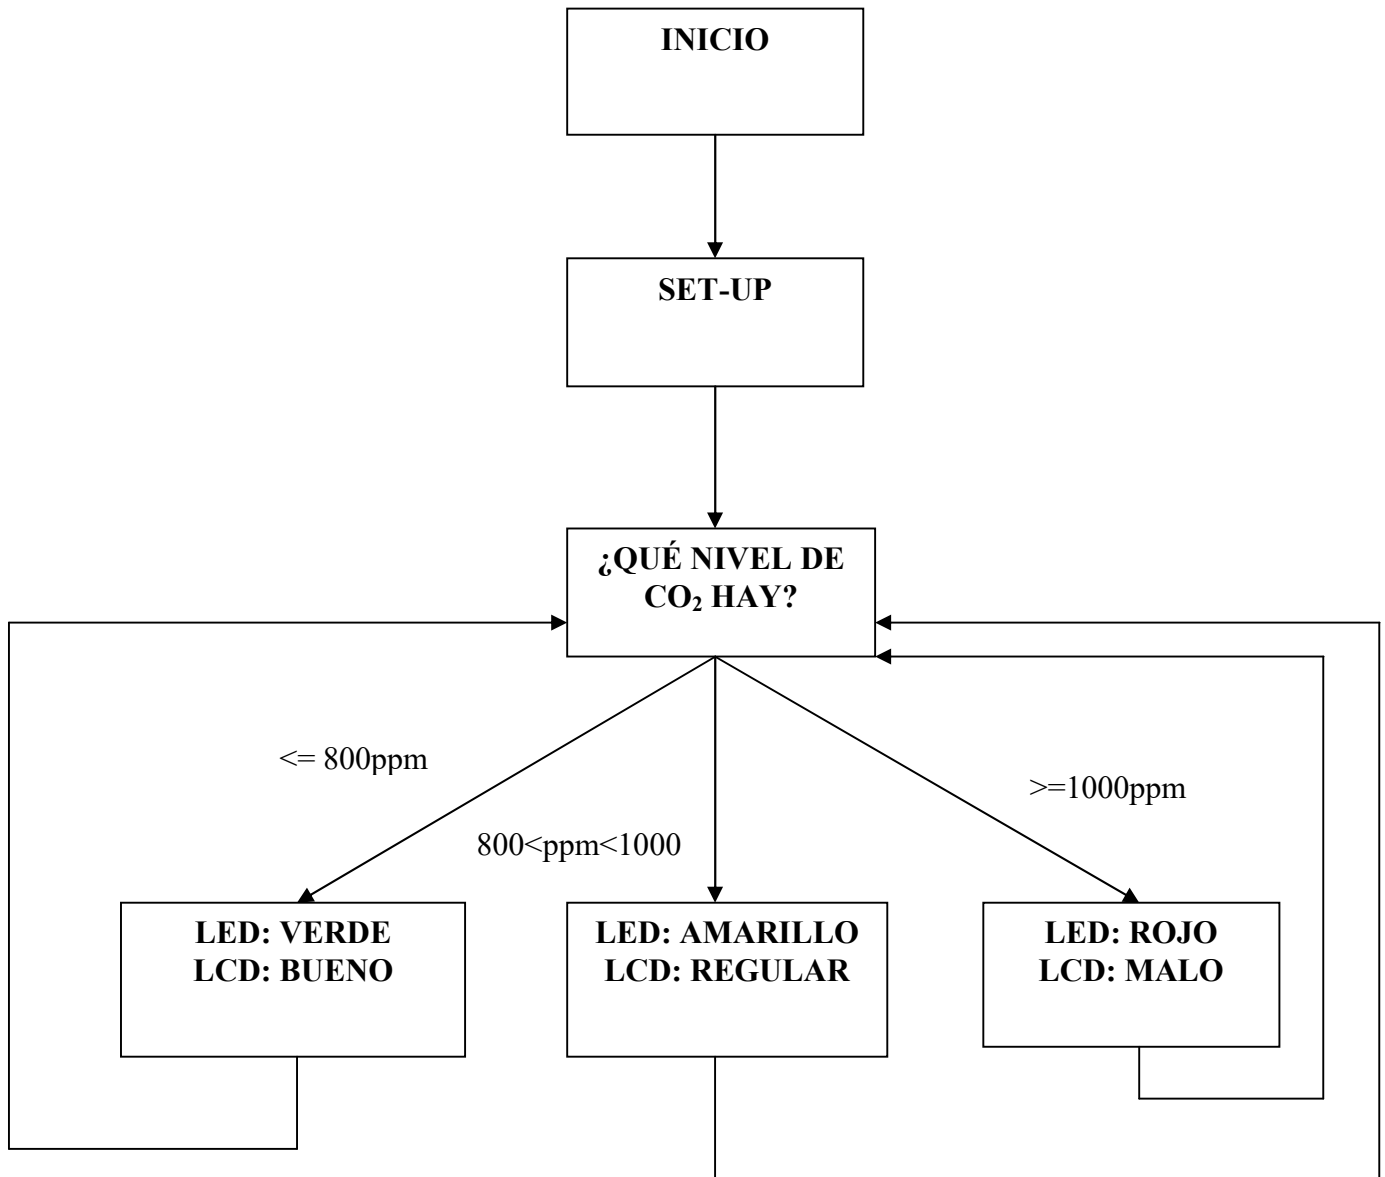 INICIO
SET-UP
¿QUÉ NIVEL DE
CO₂ HAY?
<= 800ppm
>=1000ppm
800<ppm<1000
LED: VERDE
LCD: BUENO
LED: AMARILLO
LCD: REGULAR
LED: ROJO
LCD: MALO